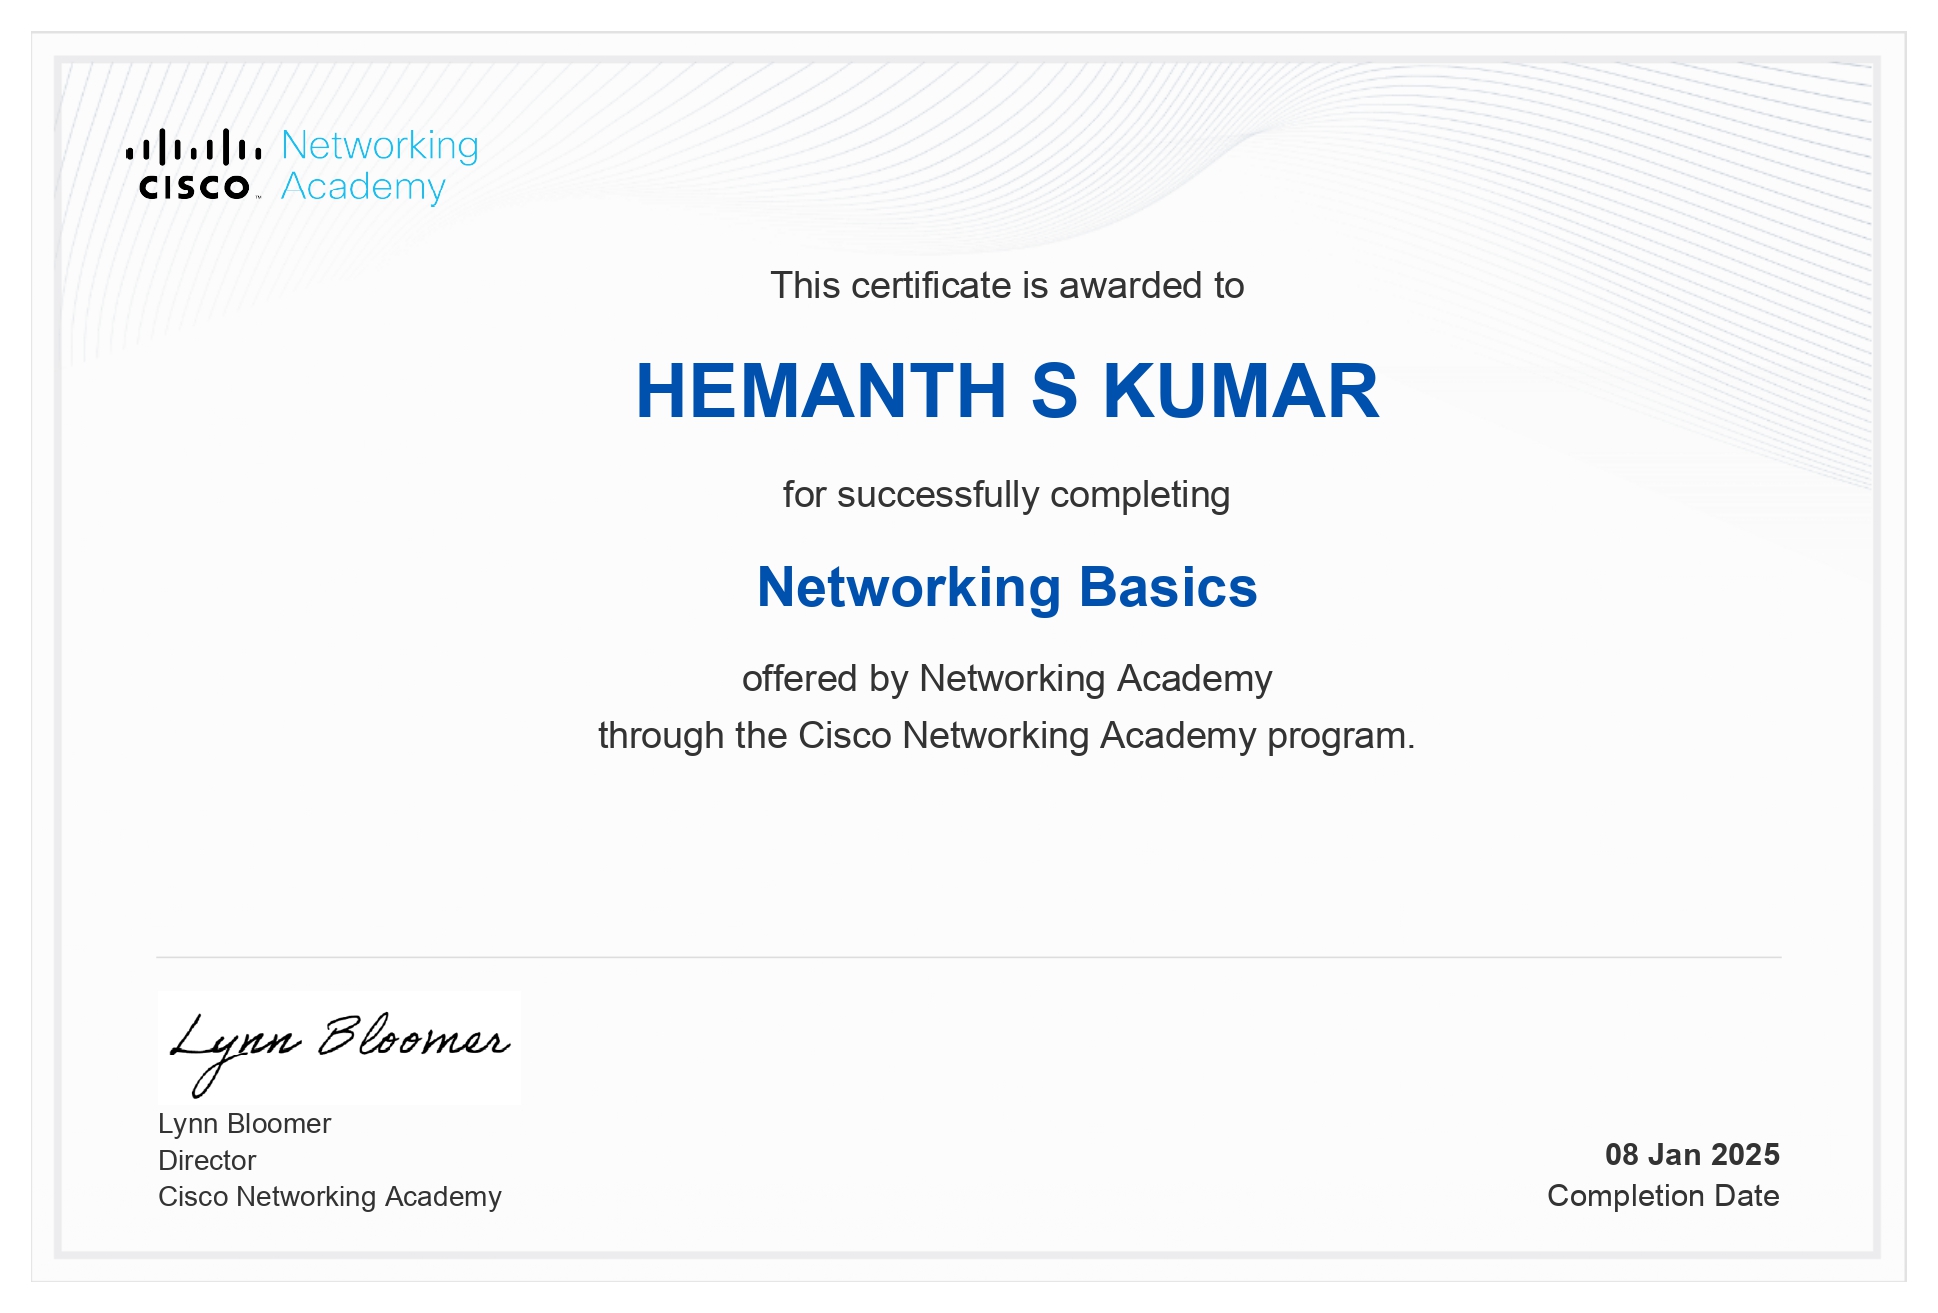 Networking
CISCO™ Academy
This certificate is awarded to
HEMANTH S KUMAR
for successfully completing
Networking Basics
offered by Networking Academy
through the Cisco Networking Academy program.
Lynn Bloomer
Lynn Bloomer
Director
Cisco Networking Academy
08 Jan 2025
Completion Date